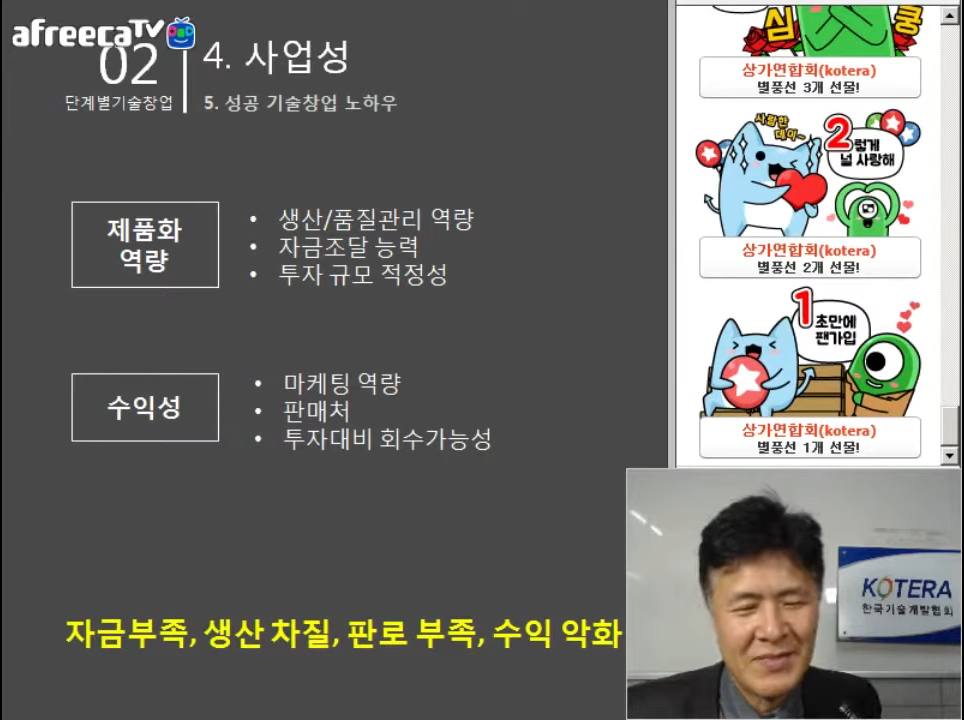 afreecaTV
02
단계별기술창업
4. 사업성
5. 성공 기술창업 노하우
제품화
역량
• 생산/품질관리 역량
• 자금조달 능력
• 투자 규모 적정성
수익성
• 마케팅 역량
• 판매처
• 투자대비 회수가능성
자금부족, 생산 차질, 판로 부족, 수익 악화
심
쿵
상가연합회(kotera)
별풍선 3개 선물!
사랑한
데이~
2렇게
널 사랑해
상가연합회(kotera)
별풍선 2개 선물!
1초만에
팬가입
상가연합회(kotera)
별풍선 1개 선물!
KOTERA
한국기술개발협회